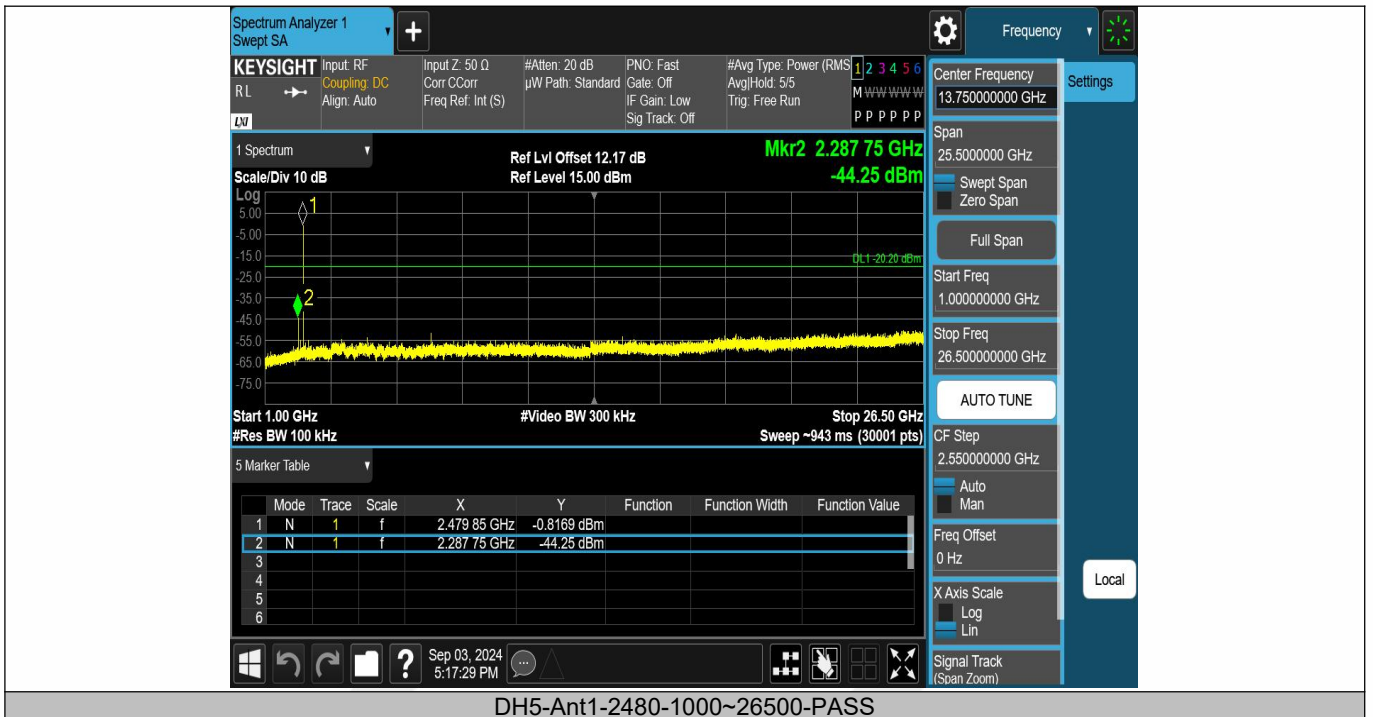 Spectrum Analyzer 1
Swept SA
+
Frequency
KEYSIGHT
RL
LXI
Input: RF
Coupling: DC
Align: Auto
Input Z: 50 Ω
Corr CCorr
Freq Ref: Int (S)
#Atten: 20 dB
µW Path: Standard
PNO: Fast
Gate: Off
IF Gain: Low
Sig Track: Off
#Avg Type: Power (RMS
Avg|Hold: 5/5
Trig: Free Run
1 2 3 4 5 6
M W W W W W
P P P P P P
1 Spectrum
Scale/Div 10 dB
Ref Lvl Offset 12.17 dB
Ref Level 15.00 dBm
Mkr2 2.287 75 GHz
-44.25 dBm
Log
5.00
-5.00
-15.0
-25.0
-35.0
-45.0
-55.0
-65.0
-75.0
1
2
DL1 -20.20 dBm
Start 1.00 GHz
#Res BW 100 kHz
#Video BW 300 kHz
Stop 26.50 GHz
Sweep ~943 ms (30001 pts)
5 Marker Table
Mode Trace Scale X Y Function Function Width Function Value
1 N 1 f 2.479 85 GHz -0.8169 dBm
2 N 1 f 2.287 75 GHz -44.25 dBm
3
4
5
6
?
Sep 03, 2024
5:17:29 PM
Center Frequency
13.750000000 GHz
Settings
Span
25.5000000 GHz
Swept Span
Zero Span
Full Span
Start Freq
1.000000000 GHz
Stop Freq
26.500000000 GHz
AUTO TUNE
CF Step
2.550000000 GHz
Auto
Man
Freq Offset
0 Hz
Local
X Axis Scale
Log
Lin
Signal Track
(Span Zoom)
DH5-Ant1-2480-1000~26500-PASS